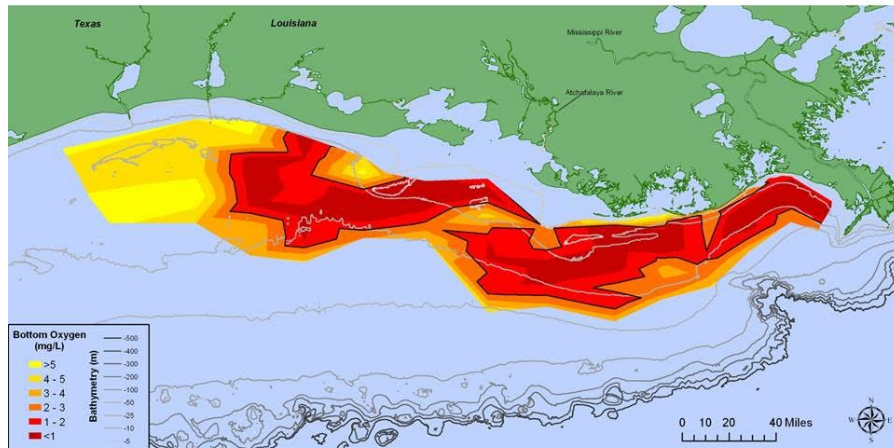 Texas
Louisiana
Mississippi River
Atchafalaya River
Bottom Oxygen
(mg/L)
>5
4 - 5
3 - 4
2 - 3
1 - 2
<1
Bathymetry (m)
-500
-400
-300
-200
-100
-50
-25
-10
-5
0 10 20 40 Miles
N
W E
S